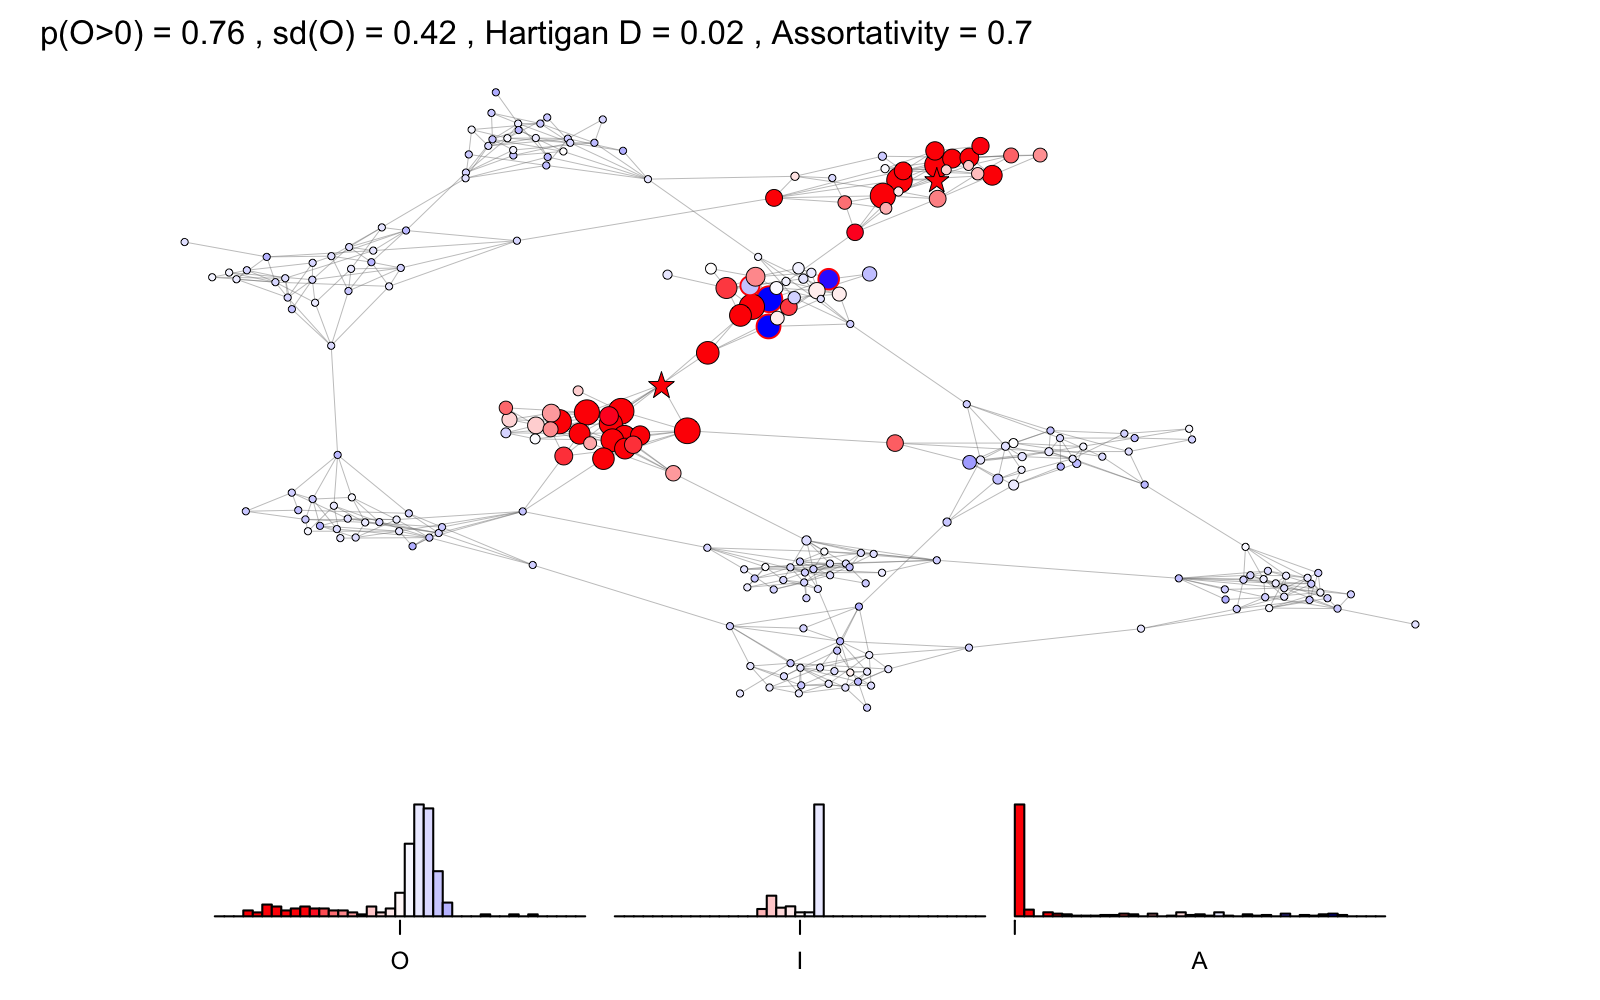 p(O>0) = 0.76 , sd(O) = 0.42 , Hartigan D = 0.02 , Assortativity = 0.7
O
I
A